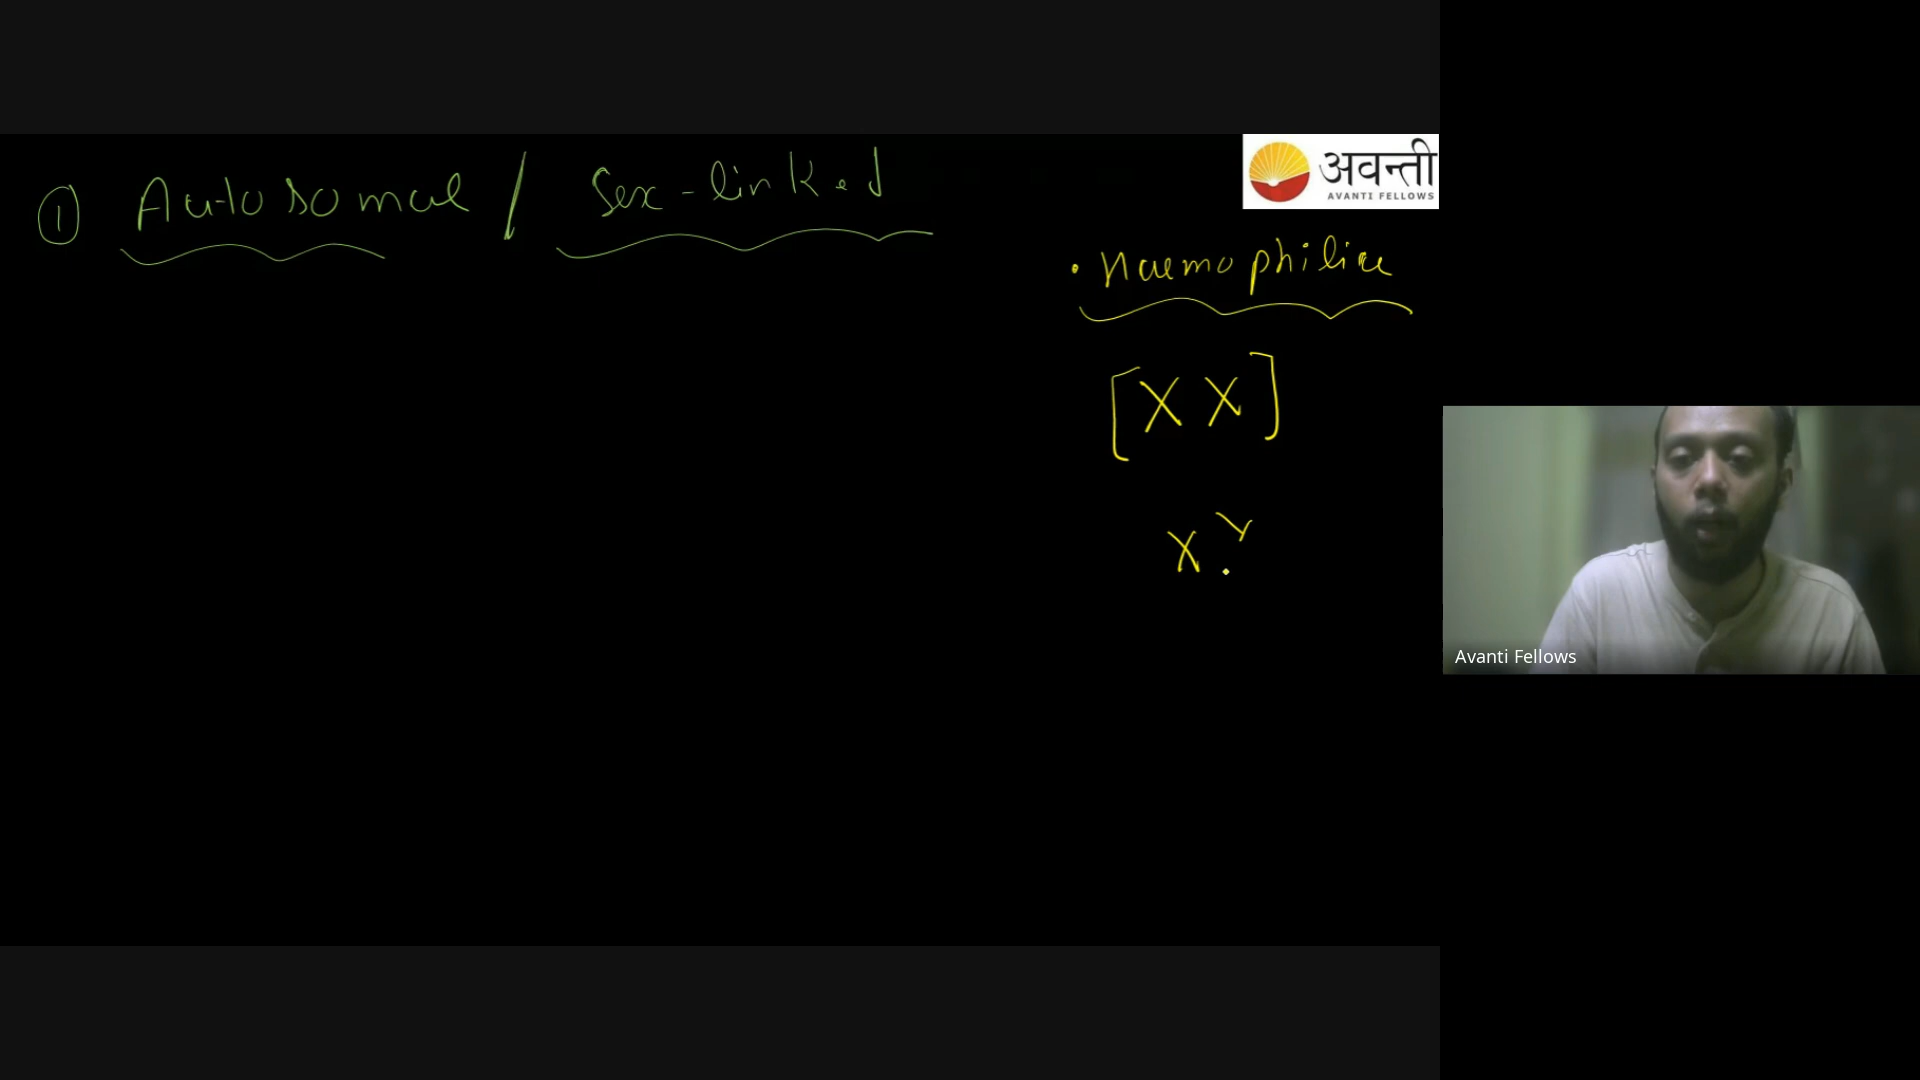 ① Autosomal / Sex-linked
अवन्ती
AVANTI FELLOWS
• Haemophilia
[X X]
X Y
Avanti Fellows